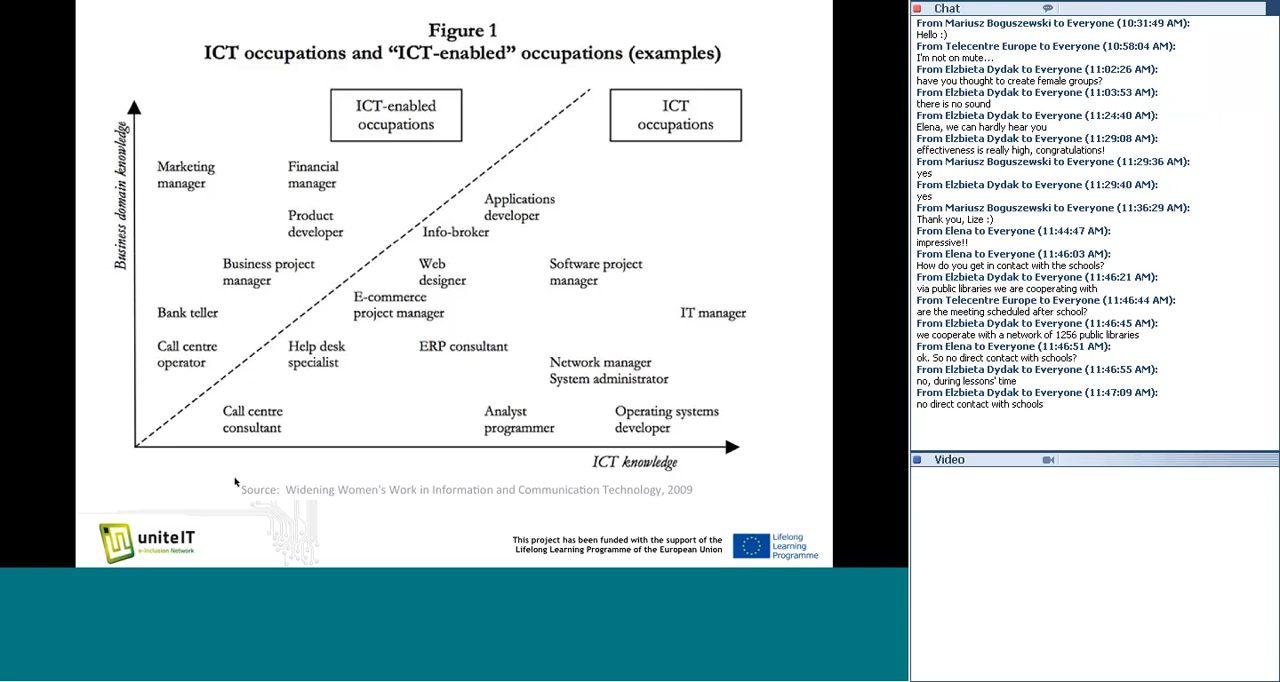 Figure 1
ICT occupations and “ICT-enabled” occupations (examples)
ICT-enabled
occupations
ICT
occupations
Business domain knowledge
Marketing
manager
Financial
manager
Product
developer
Applications
developer
Info-broker
Business project
manager
Web
designer
Software project
manager
E-commerce
project manager
Bank teller
IT manager
Call centre
operator
Help desk
specialist
ERP consultant
Network manager
System administrator
Call centre
consultant
Analyst
programmer
Operating systems
developer
ICT knowledge
Source: Widening Women's Work in Information and Communication Technology, 2009
uniteIT
e-Inclusion Network
This project has been funded with the support of the
Lifelong Learning Programme of the European Union
Lifelong
Learning
Programme
Chat
From Mariusz Boguszewski to Everyone (10:31:49 AM):
Hello :)
From Telecentre Europe to Everyone (10:58:04 AM):
I'm not on mute...
From Elzbieta Dydak to Everyone (11:02:26 AM):
have you thought to create female groups?
From Elzbieta Dydak to Everyone (11:03:53 AM):
there is no sound
From Elzbieta Dydak to Everyone (11:24:40 AM):
Elena, we can hardly hear you
From Elzbieta Dydak to Everyone (11:29:08 AM):
effectiveness is really high, congratulations!
From Mariusz Boguszewski to Everyone (11:29:36 AM):
yes
From Elzbieta Dydak to Everyone (11:29:40 AM):
yes
From Mariusz Boguszewski to Everyone (11:36:29 AM):
Thank you, Lize :)
From Elena to Everyone (11:44:47 AM):
impressive!!
From Elena to Everyone (11:46:03 AM):
How do you get in contact with the schools?
From Elzbieta Dydak to Everyone (11:46:21 AM):
via public libraries we are cooperating with
From Telecentre Europe to Everyone (11:46:44 AM):
are the meeting scheduled after school?
From Elzbieta Dydak to Everyone (11:46:45 AM):
we cooperate with a network of 1256 public libraries
From Elena to Everyone (11:46:51 AM):
ok. So no direct contact with schools?
From Elzbieta Dydak to Everyone (11:46:55 AM):
no, during lessons' time
From Elzbieta Dydak to Everyone (11:47:09 AM):
no direct contact with schools
Video